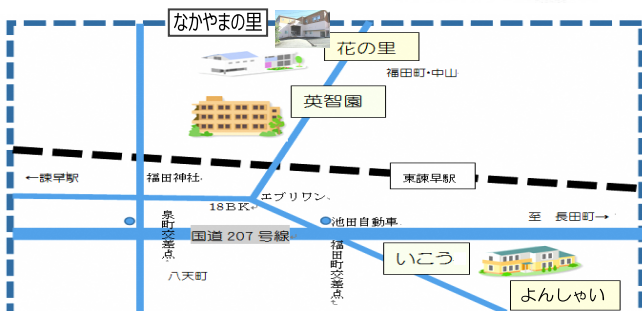 なかやまの里
花の里
福田町・中山
英智園
←諫早駅
福田神社
東諫早駅
エブリワン
18BK
泉町交差点
池田自動車
至　長田町→
国道207号線
福田町交差点
いこう
八天町
よんしゃい